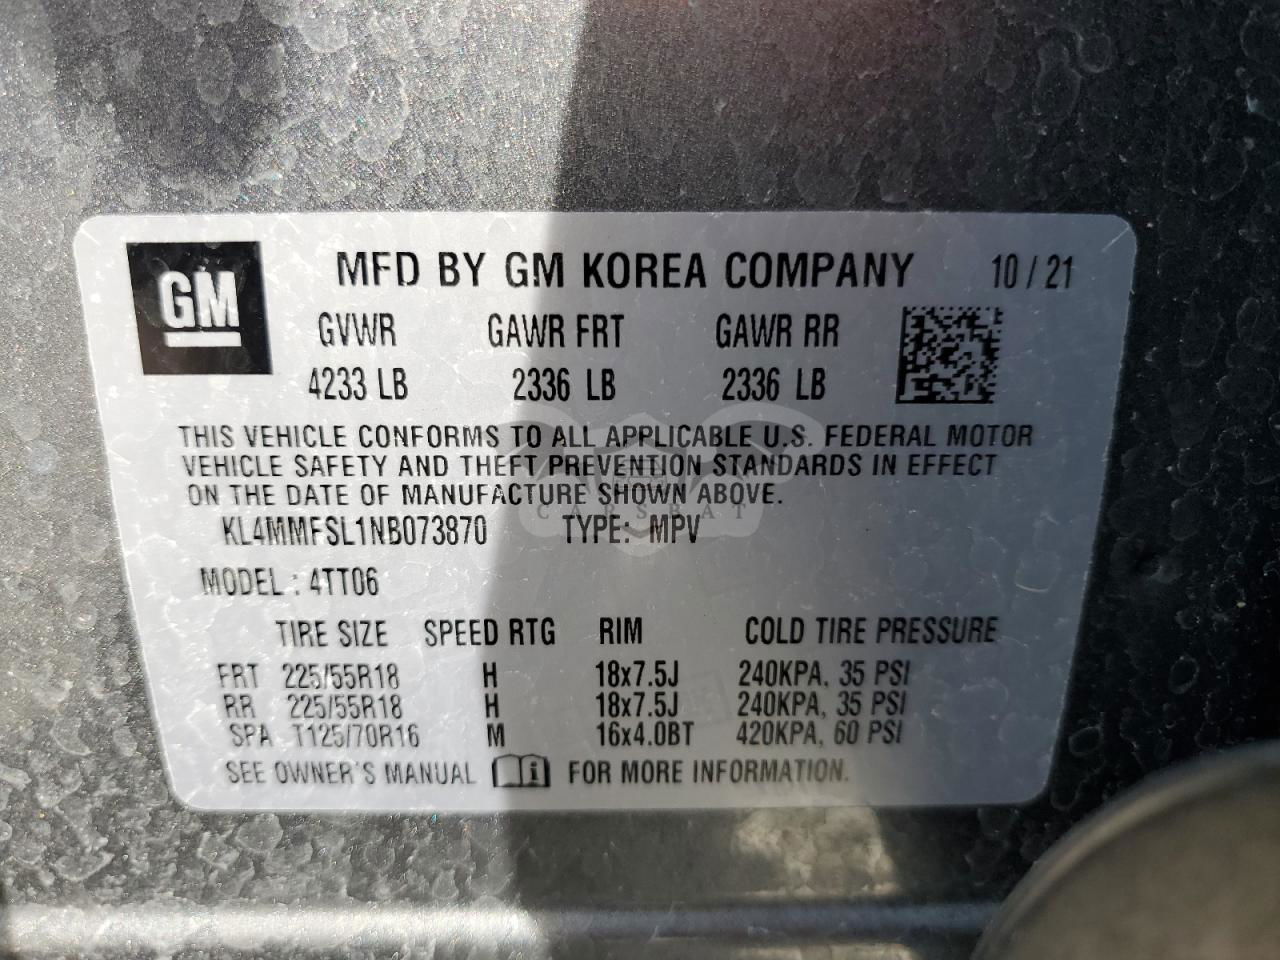 GM MFD BY GM KOREA COMPANY 10 / 21
GVWR GAWR FRT GAWR RR
4233 LB 2336 LB 2336 LB
THIS VEHICLE CONFORMS TO ALL APPLICABLE U.S. FEDERAL MOTOR
VEHICLE SAFETY AND THEFT PREVENTION STANDARDS IN EFFECT
ON THE DATE OF MANUFACTURE SHOWN ABOVE.
CARSBAT
KL4MMFSL1NB073870 TYPE: MPV
MODEL : 4TT06
TIRE SIZE SPEED RTG RIM COLD TIRE PRESSURE
FRT 225/55R18 H 18x7.5J 240KPA, 35 PSI
RR 225/55R18 H 18x7.5J 240KPA, 35 PSI
SPA T125/70R16 M 16x4.0BT 420KPA, 60 PSI
SEE OWNER'S MANUAL i FOR MORE INFORMATION.